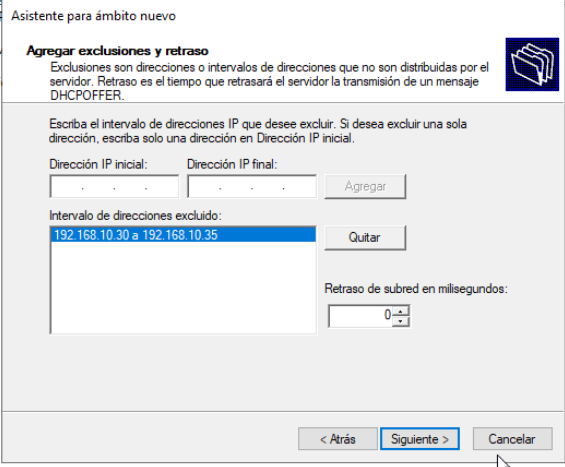 Asistente para ámbito nuevo
Agregar exclusiones y retraso
Exclusiones son direcciones o intervalos de direcciones que no son distribuidas por el
servidor. Retraso es el tiempo que retrasará el servidor la transmisión de un mensaje
DHCPOFFER.
Escriba el intervalo de direcciones IP que desee excluir. Si desea excluir una sola
dirección, escriba solo una dirección en Dirección IP inicial.
Dirección IP inicial: Dirección IP final:
. . . . . . Agregar
Intervalo de direcciones excluido:
192.168.10.30 a 192.168.10.35 Quitar
Retraso de subred en milisegundos:
0
< Atrás Siguiente > Cancelar